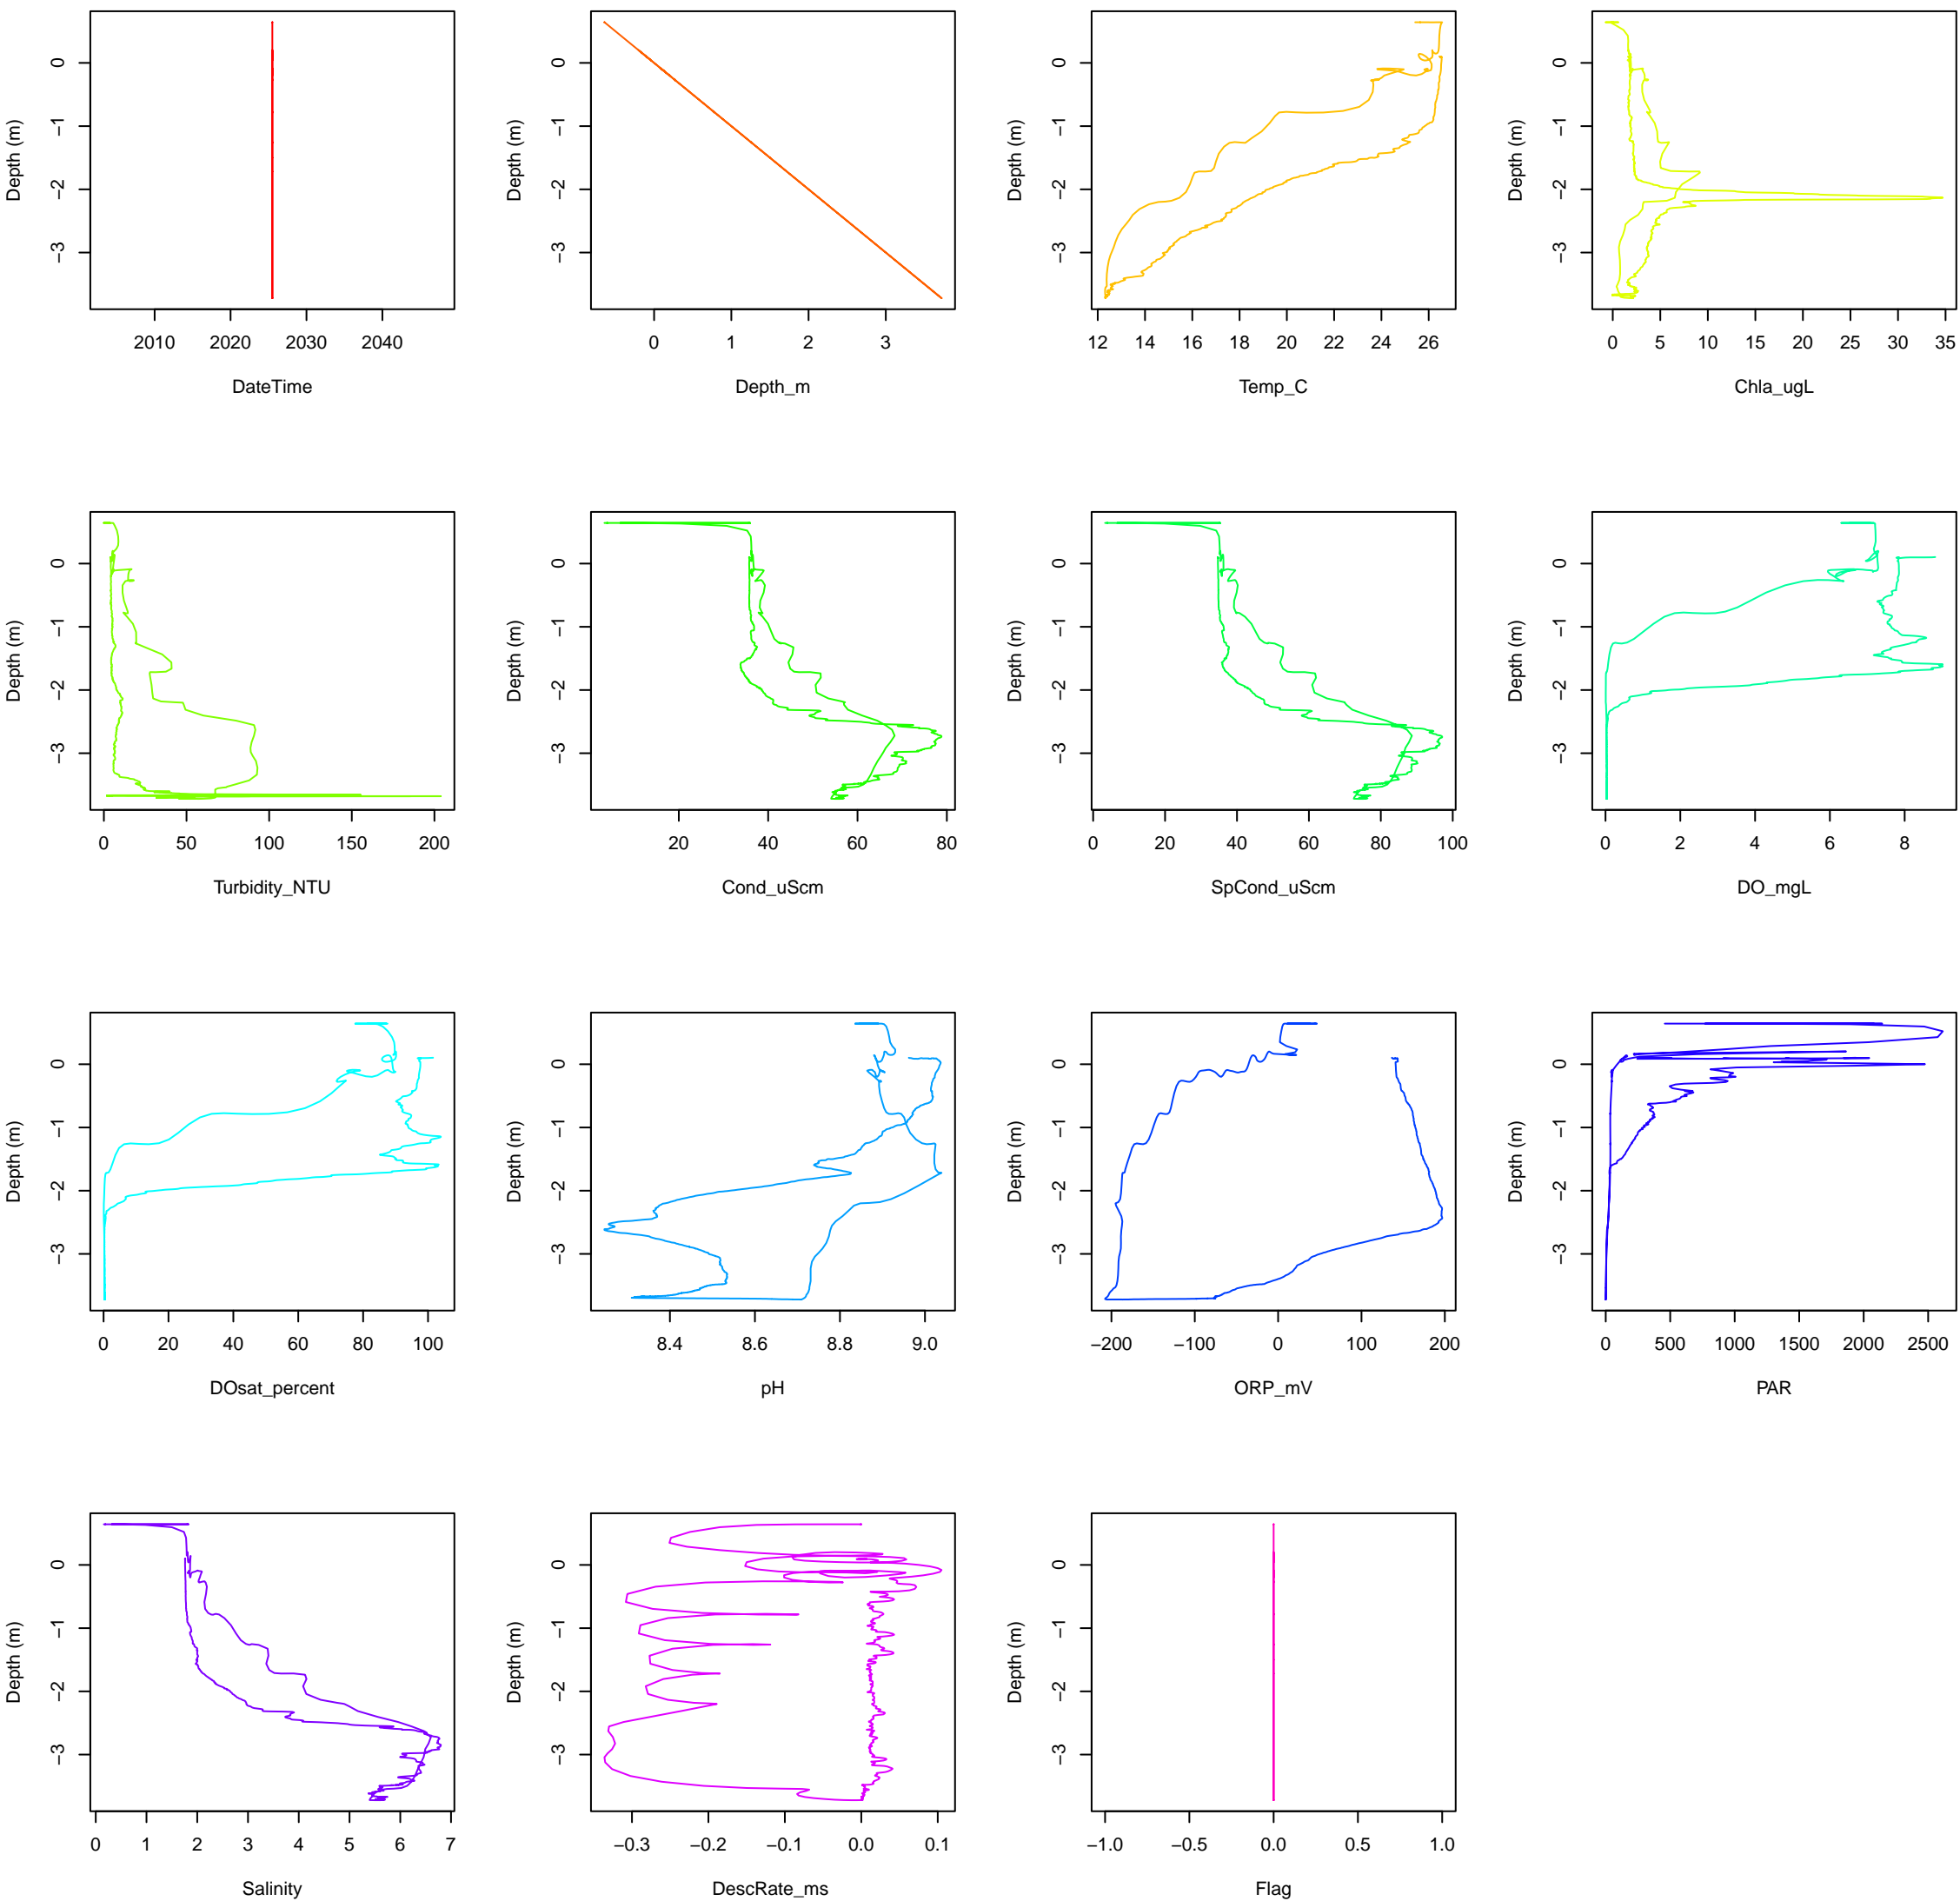 Depth (m)
0
−1
−2
−3
2010 2020 2030 2040
DateTime
Depth (m)
0
−1
−2
−3
0 1 2 3
Depth_m
Depth (m)
0
−1
−2
−3
12 14 16 18 20 22 24 26
Temp_C
Depth (m)
0
−1
−2
−3
0 5 10 15 20 25 30 35
Chla_ugL
Depth (m)
0
−1
−2
−3
0 50 100 150 200
Turbidity_NTU
Depth (m)
0
−1
−2
−3
20 40 60 80
Cond_uScm
Depth (m)
0
−1
−2
−3
0 20 40 60 80 100
SpCond_uScm
Depth (m)
0
−1
−2
−3
0 2 4 6 8
DO_mgL
Depth (m)
0
−1
−2
−3
0 20 40 60 80 100
DOsat_percent
Depth (m)
0
−1
−2
−3
8.4 8.6 8.8 9.0
pH
Depth (m)
0
−1
−2
−3
−200 −100 0 100 200
ORP_mV
Depth (m)
0
−1
−2
−3
0 500 1000 1500 2000 2500
PAR
Depth (m)
0
−1
−2
−3
0 1 2 3 4 5 6 7
Salinity
Depth (m)
0
−1
−2
−3
−0.3 −0.2 −0.1 0.0 0.1
DescRate_ms
Depth (m)
0
−1
−2
−3
−1.0 −0.5 0.0 0.5 1.0
Flag